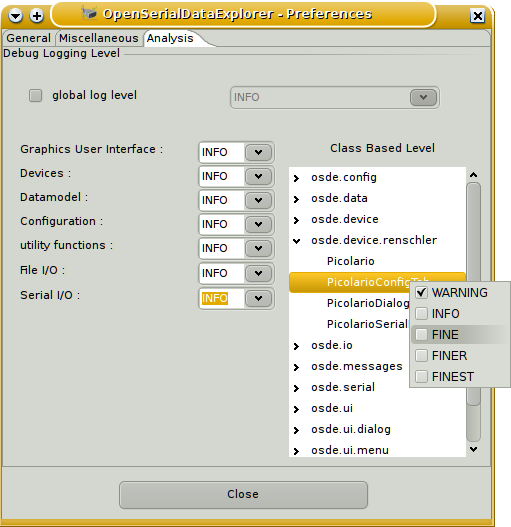 OpenSerialDataExplorer - Preferences
General Miscellaneous Analysis
Debug Logging Level
global log level INFO
Graphics User Interface : INFO
Devices : INFO
Datamodel : INFO
Configuration : INFO
utility functions : INFO
File I/O : INFO
Serial I/O : INFO
Class Based Level
osde.config
osde.data
osde.device
osde.device.renschler
Picolario
PicolarioConfigTab
PicolarioDialog
PicolarioSerial
osde.io
osde.messages
osde.serial
osde.ui
osde.ui.dialog
osde.ui.menu
WARNING
INFO
FINE
FINER
FINEST
Close